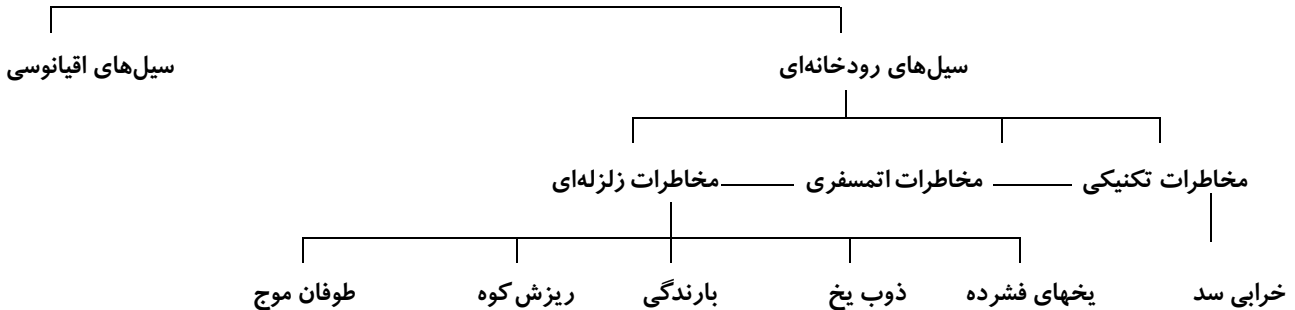 سیل‌های رودخانه‌ای سیل‌های اقیانوسی
مخاطرات تکنیکی مخاطرات اتمسفری مخاطرات زلزله‌ای
خرابی سد یخهای فشرده ذوب یخ بارندگی ریزش کوه طوفان موج